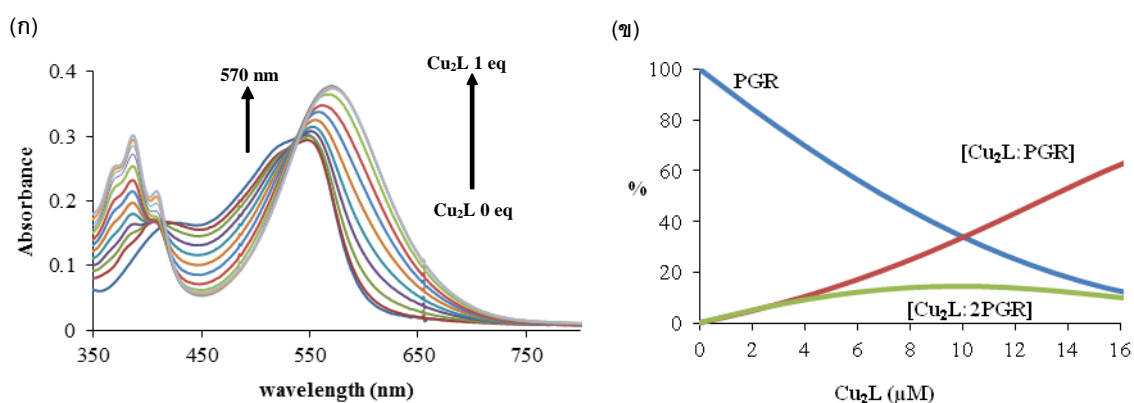 (ก)
0.4
0.3
0.2
0.1
0
Absorbance
570 nm
Cu₂L 1 eq
Cu₂L 0 eq
350 450 550 650 750
wavelength (nm)
(ข)
100
80
60
40
20
0
%
PGR
[Cu₂L:PGR]
[Cu₂L:2PGR]
0 2 4 6 8 10 12 14 16
Cu₂L (µM)